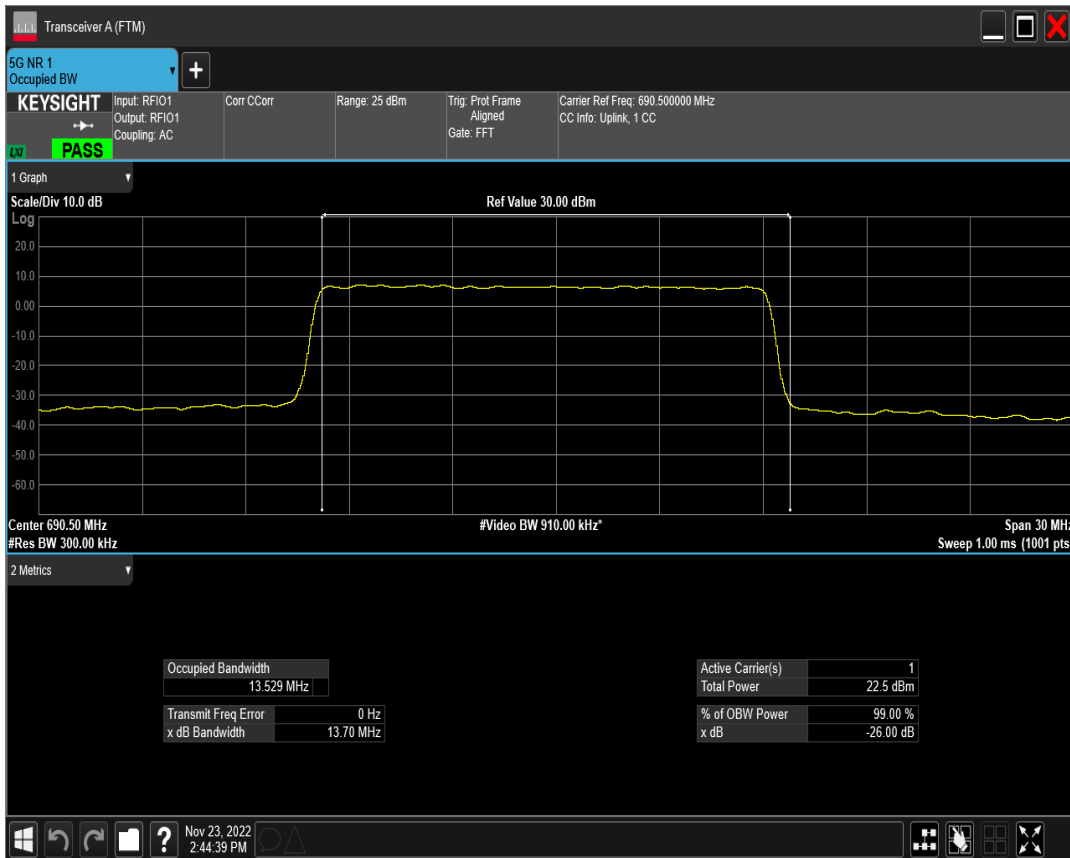 Transceiver A (FTM)
5G NR 1
Occupied BW
+
KEYSIGHT
LXI
PASS
Input: RFIO1
Output: RFIO1
Coupling: AC
Corr CCorr
Range: 25 dBm
Trig: Prot Frame
Aligned
Gate: FFT
Carrier Ref Freq: 690.500000 MHz
CC Info: Uplink, 1 CC
1 Graph
Scale/Div 10.0 dB
Ref Value 30.00 dBm
Log
20.0
10.0
0.00
-10.0
-20.0
-30.0
-40.0
-50.0
-60.0
Center 690.50 MHz
#Video BW 910.00 kHz*
Span 30 MHz
#Res BW 300.00 kHz
Sweep 1.00 ms (1001 pts
2 Metrics
Occupied Bandwidth
13.529 MHz
Transmit Freq Error 0 Hz
x dB Bandwidth 13.70 MHz
Active Carrier(s) 1
Total Power 22.5 dBm
% of OBW Power 99.00 %
x dB -26.00 dB
?
Nov 23, 2022
2:44:39 PM